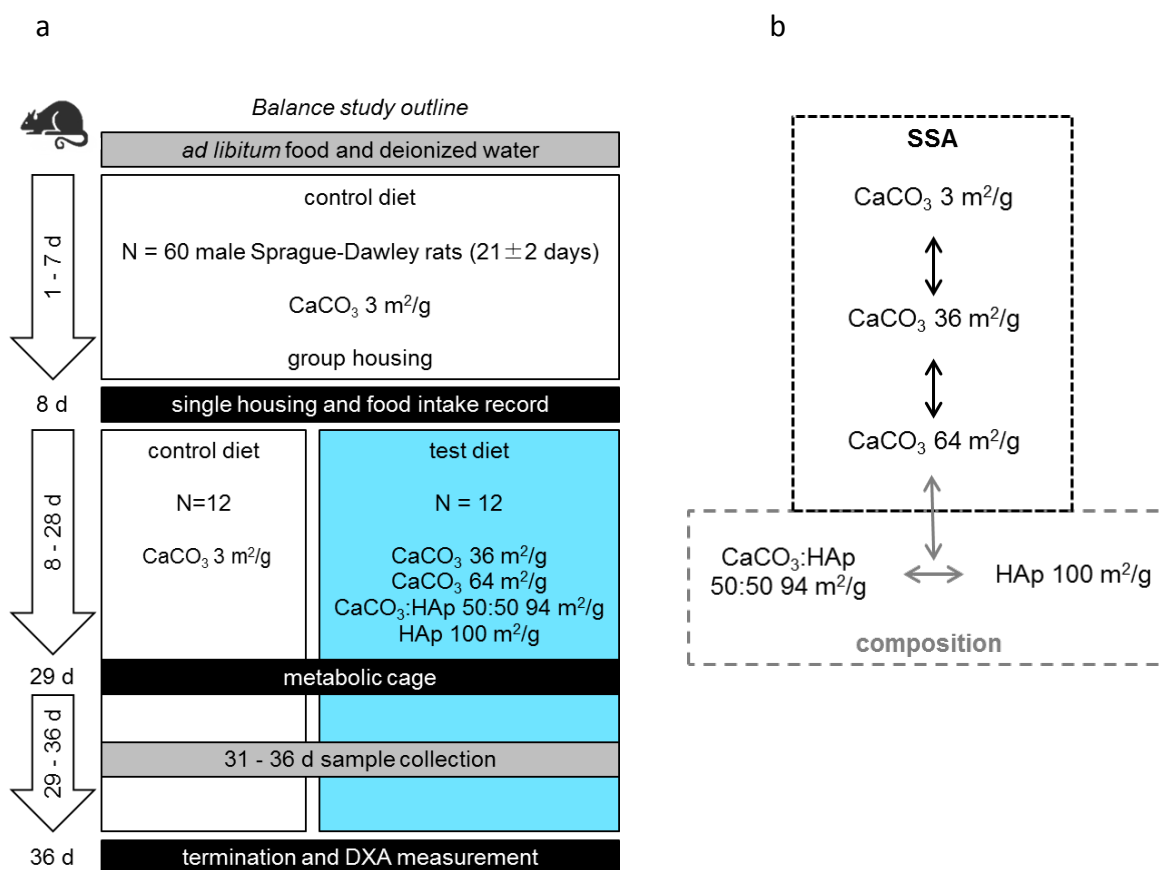 a
Balance study outline
ad libitum food and deionized water
1 - 7 d
control diet
N = 60 male Sprague-Dawley rats (21±2 days)
CaCO₃ 3 m²/g
group housing
8 d
single housing and food intake record
8 - 28 d
control diet
N=12
CaCO₃ 3 m²/g
test diet
N = 12
CaCO₃ 36 m²/g
CaCO₃ 64 m²/g
CaCO₃:HAp 50:50 94 m²/g
HAp 100 m²/g
29 d
metabolic cage
29 - 36 d
31 - 36 d sample collection
36 d
termination and DXA measurement
b
SSA
CaCO₃ 3 m²/g
CaCO₃ 36 m²/g
CaCO₃ 64 m²/g
CaCO₃:HAp
50:50 94 m²/g
HAp 100 m²/g
composition